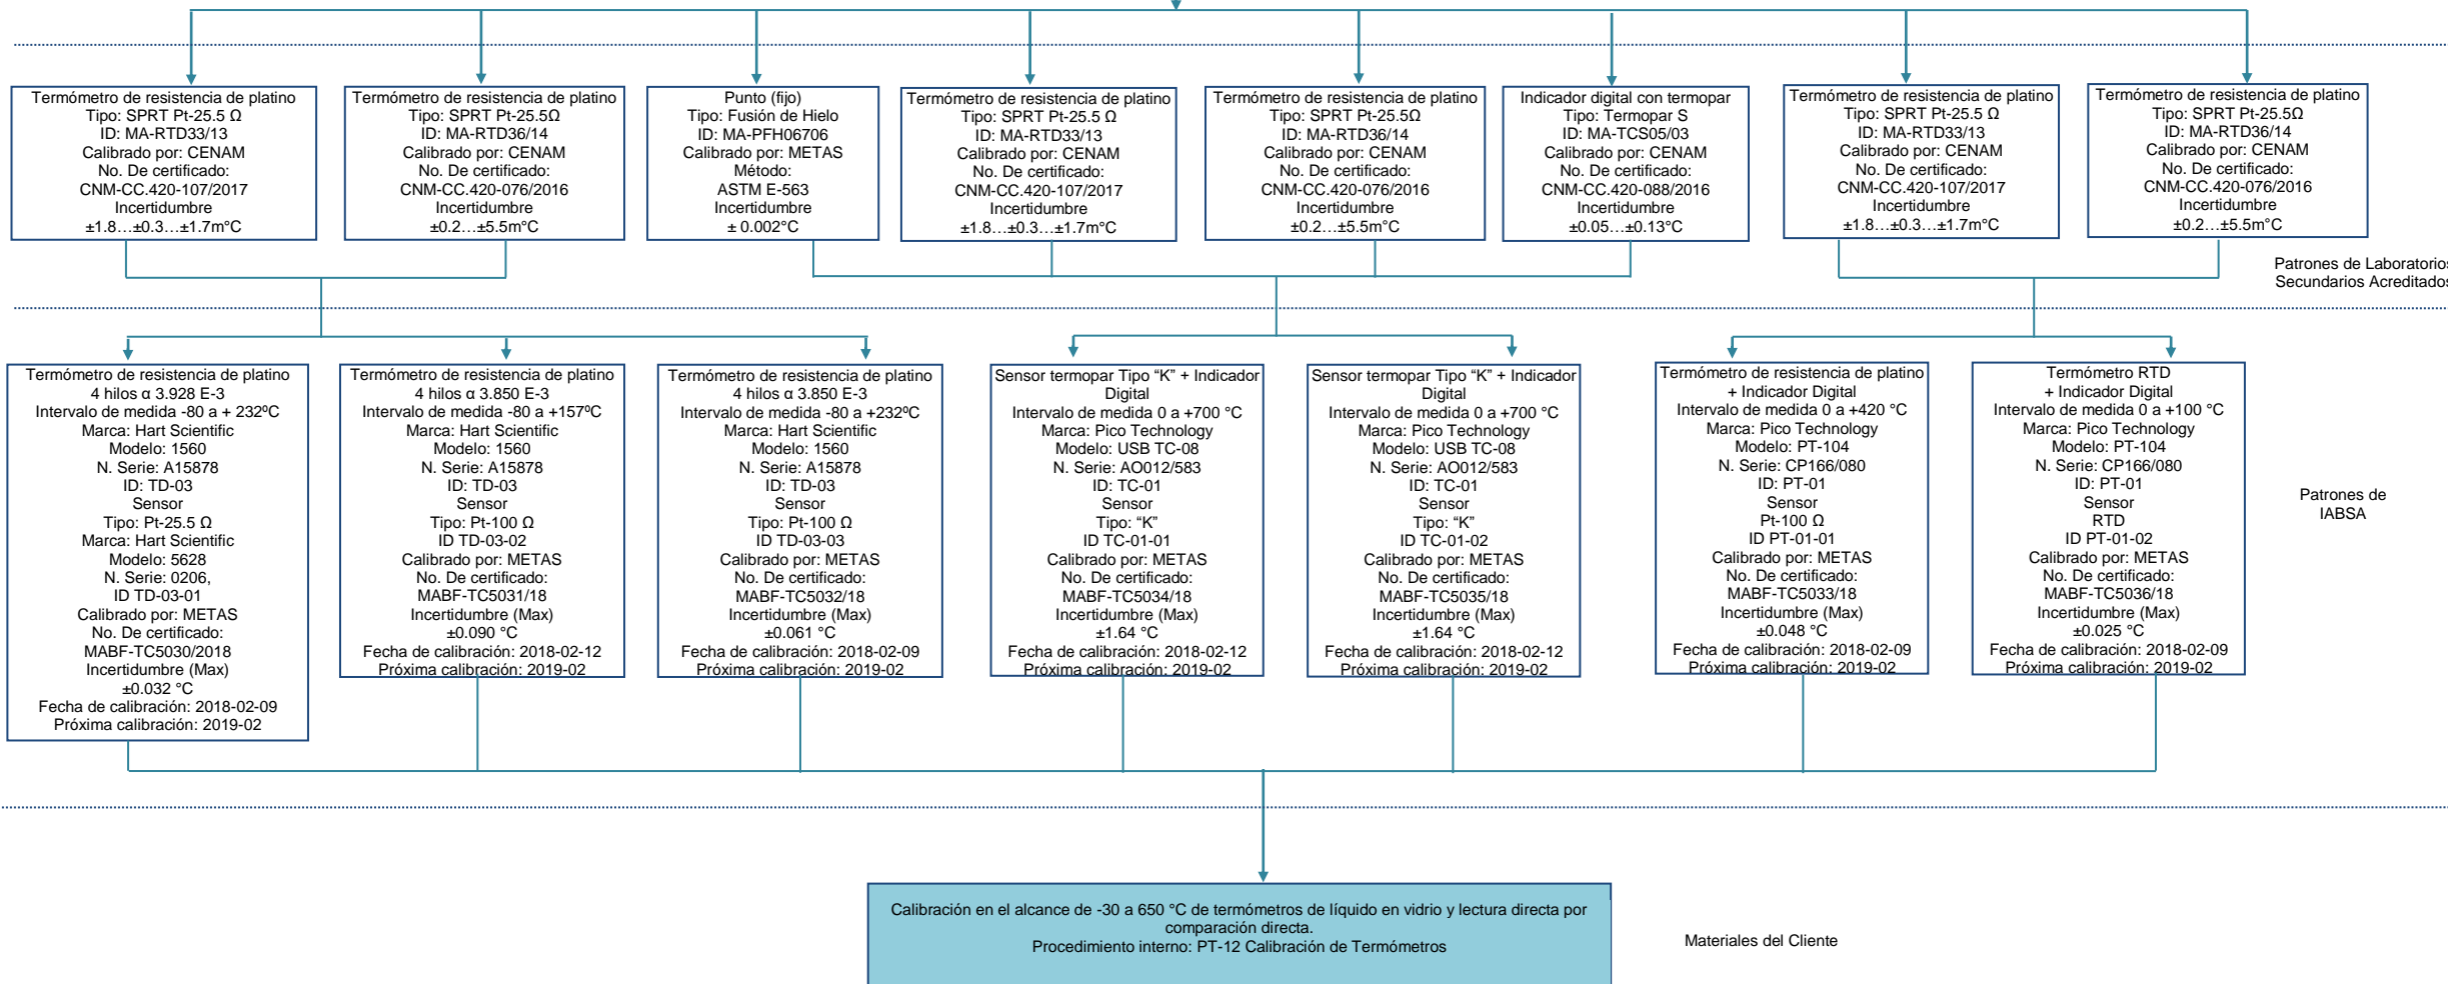 Termómetro de resistencia de platino
Tipo: SPRT Pt-25.5 Ω
ID: MA-RTD33/13
Calibrado por: CENAM
No. De certificado:
CNM-CC.420-107/2017
Incertidumbre
±1.8…±0.3…±1.7m°C
Termómetro de resistencia de platino
Tipo: SPRT Pt-25.5Ω
ID: MA-RTD36/14
Calibrado por: CENAM
No. De certificado:
CNM-CC.420-076/2016
Incertidumbre
±0.2…±5.5m°C
Punto (fijo)
Tipo: Fusión de Hielo
ID: MA-PFH06706
Calibrado por: METAS
Método:
ASTM E-563
Incertidumbre
± 0.002°C
Termómetro de resistencia de platino
Tipo: SPRT Pt-25.5 Ω
ID: MA-RTD33/13
Calibrado por: CENAM
No. De certificado:
CNM-CC.420-107/2017
Incertidumbre
±1.8…±0.3…±1.7m°C
Termómetro de resistencia de platino
Tipo: SPRT Pt-25.5Ω
ID: MA-RTD36/14
Calibrado por: CENAM
No. De certificado:
CNM-CC.420-076/2016
Incertidumbre
±0.2…±5.5m°C
Indicador digital con termopar
Tipo: Termopar S
ID: MA-TCS05/03
Calibrado por: CENAM
No. De certificado:
CNM-CC.420-088/2016
Incertidumbre
±0.05…±0.13°C
Termómetro de resistencia de platino
Tipo: SPRT Pt-25.5 Ω
ID: MA-RTD33/13
Calibrado por: CENAM
No. De certificado:
CNM-CC.420-107/2017
Incertidumbre
±1.8…±0.3…±1.7m°C
Termómetro de resistencia de platino
Tipo: SPRT Pt-25.5Ω
ID: MA-RTD36/14
Calibrado por: CENAM
No. De certificado:
CNM-CC.420-076/2016
Incertidumbre
±0.2…±5.5m°C
Patrones de Laboratorios
Secundarios Acreditados
Termómetro de resistencia de platino
4 hilos α 3.928 E-3
Intervalo de medida -80 a + 232ºC
Marca: Hart Scientific
Modelo: 1560
N. Serie: A15878
ID: TD-03
Sensor
Tipo: Pt-25.5 Ω
Marca: Hart Scientific
Modelo: 5628
N. Serie: 0206,
ID TD-03-01
Calibrado por: METAS
No. De certificado:
MABF-TC5030/2018
Incertidumbre (Max)
±0.032 °C
Fecha de calibración: 2018-02-09
Próxima calibración: 2019-02
Termómetro de resistencia de platino
4 hilos α 3.850 E-3
Intervalo de medida -80 a +157ºC
Marca: Hart Scientific
Modelo: 1560
N. Serie: A15878
ID: TD-03
Sensor
Tipo: Pt-100 Ω
ID TD-03-02
Calibrado por: METAS
No. De certificado:
MABF-TC5031/18
Incertidumbre (Max)
±0.090 °C
Fecha de calibración: 2018-02-12
Próxima calibración: 2019-02
Termómetro de resistencia de platino
4 hilos α 3.850 E-3
Intervalo de medida -80 a +232ºC
Marca: Hart Scientific
Modelo: 1560
N. Serie: A15878
ID: TD-03
Sensor
Tipo: Pt-100 Ω
ID TD-03-03
Calibrado por: METAS
No. De certificado:
MABF-TC5032/18
Incertidumbre (Max)
±0.061 °C
Fecha de calibración: 2018-02-09
Próxima calibración: 2019-02
Sensor termopar Tipo “K” + Indicador
Digital
Intervalo de medida 0 a +700 °C
Marca: Pico Technology
Modelo: USB TC-08
N. Serie: AO012/583
ID: TC-01
Sensor
Tipo: “K”
ID TC-01-01
Calibrado por: METAS
No. De certificado:
MABF-TC5034/18
Incertidumbre (Max)
±1.64 °C
Fecha de calibración: 2018-02-12
Próxima calibración: 2019-02
Sensor termopar Tipo “K” + Indicador
Digital
Intervalo de medida 0 a +700 °C
Marca: Pico Technology
Modelo: USB TC-08
N. Serie: AO012/583
ID: TC-01
Sensor
Tipo: “K”
ID TC-01-02
Calibrado por: METAS
No. De certificado:
MABF-TC5035/18
Incertidumbre (Max)
±1.64 °C
Fecha de calibración: 2018-02-12
Próxima calibración: 2019-02
Termómetro de resistencia de platino
+ Indicador Digital
Intervalo de medida 0 a +420 °C
Marca: Pico Technology
Modelo: PT-104
N. Serie: CP166/080
ID: PT-01
Sensor
Pt-100 Ω
ID PT-01-01
Calibrado por: METAS
No. De certificado:
MABF-TC5033/18
Incertidumbre (Max)
±0.048 °C
Fecha de calibración: 2018-02-09
Próxima calibración: 2019-02
Termómetro RTD
+ Indicador Digital
Intervalo de medida 0 a +100 °C
Marca: Pico Technology
Modelo: PT-104
N. Serie: CP166/080
ID: PT-01
Sensor
RTD
ID PT-01-02
Calibrado por: METAS
No. De certificado:
MABF-TC5036/18
Incertidumbre (Max)
±0.025 °C
Fecha de calibración: 2018-02-09
Próxima calibración: 2019-02
Patrones de
IABSA
Calibración en el alcance de -30 a 650 °C de termómetros de líquido en vidrio y lectura directa por
comparación directa.
Procedimiento interno: PT-12 Calibración de Termómetros
Materiales del Cliente